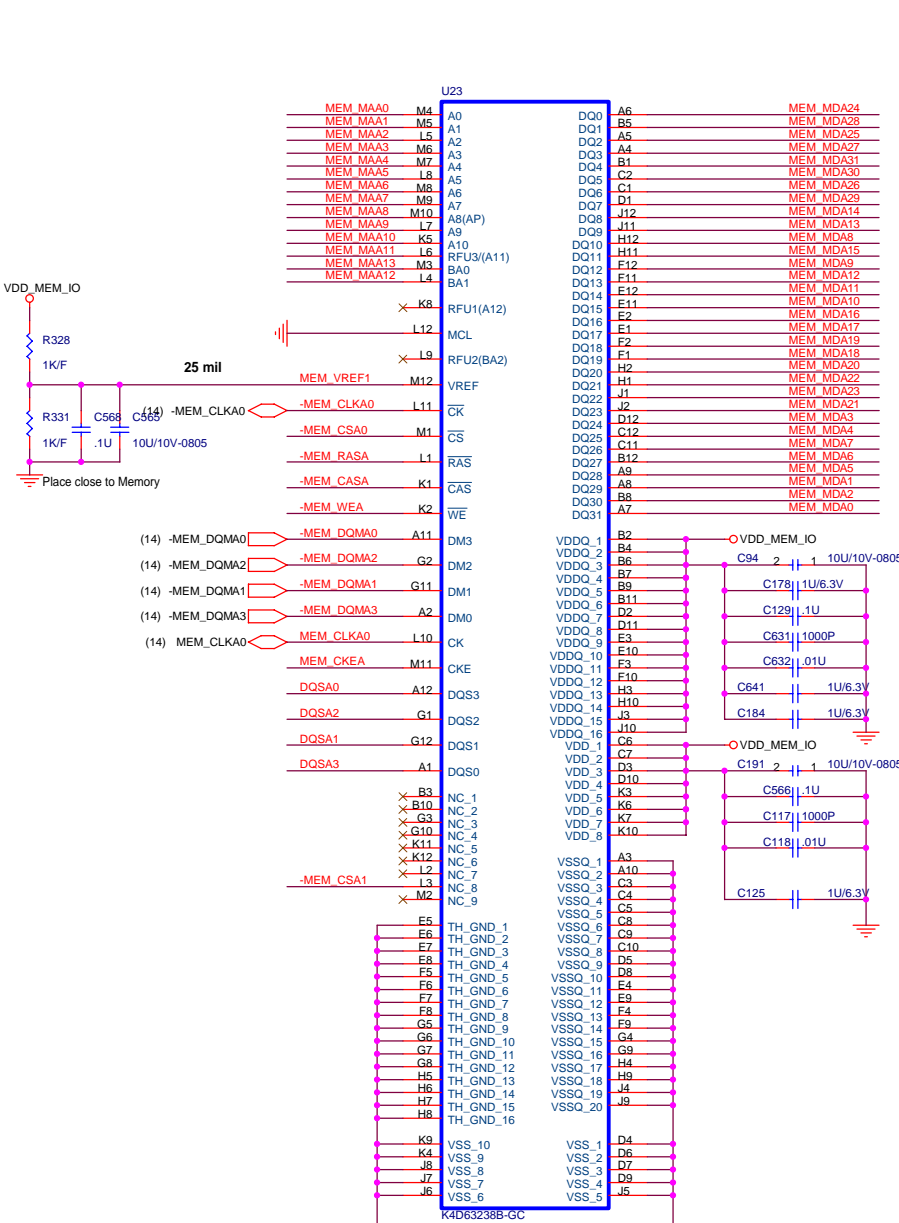 U23
MEM_MAA0 M4 A0 DQ0 A6 MEM_MDA24
MEM_MAA1 M5 A1 DQ1 B5 MEM_MDA28
MEM_MAA2 L5 A2 DQ2 A5 MEM_MDA25
MEM_MAA3 M6 A3 DQ3 A4 MEM_MDA27
MEM_MAA4 M7 A4 DQ4 B1 MEM_MDA31
MEM_MAA5 L8 A5 DQ5 C2 MEM_MDA30
MEM_MAA6 M8 A6 DQ6 C1 MEM_MDA26
MEM_MAA7 M9 A7 DQ7 D1 MEM_MDA29
MEM_MAA8 M10 A8(AP) DQ8 J12 MEM_MDA14
MEM_MAA9 L7 A9 DQ9 J11 MEM_MDA13
MEM_MAA10 K5 A10 DQ10 H12 MEM_MDA8
MEM_MAA11 L6 RFU3/(A11) DQ11 H11 MEM_MDA15
MEM_MAA13 M3 BA0 DQ12 F12 MEM_MDA9
MEM_MAA12 L4 BA1 DQ13 F11 MEM_MDA12
DQ14 E12 MEM_MDA11
VDD_MEM_IO
K8 RFU1(A12) DQ15 E11 MEM_MDA10
DQ16 E2 MEM_MDA16
L12 MCL DQ17 E1 MEM_MDA17
R328 DQ18 F2 MEM_MDA19
L9 RFU2(BA2) DQ19 F1 MEM_MDA18
1K/F 25 mil DQ20 H2 MEM_MDA20
MEM_VREF1 M12 VREF DQ21 H1 MEM_MDA22
DQ22 J1 MEM_MDA23
R331 C568 C565 (14) -MEM_CLKA0 -MEM_CLKA0 L11 CK DQ23 J2 MEM_MDA21
DQ24 D12 MEM_MDA3
1K/F .1U 10U/10V-0805 -MEM_CSA0 M1 CS DQ25 C12 MEM_MDA4
DQ26 C11 MEM_MDA7
-MEM_RASA L1 RAS DQ27 B12 MEM_MDA6
DQ28 A9 MEM_MDA5
Place close to Memory -MEM_CASA K1 CAS DQ29 A8 MEM_MDA1
DQ30 B8 MEM_MDA2
-MEM_WEA K2 WE DQ31 A7 MEM_MDA0
(14) -MEM_DQMA0 -MEM_DQMA0 A11 DM3 VDDQ_1 B2 VDD_MEM_IO
VDDQ_2 B4
(14) -MEM_DQMA2 -MEM_DQMA2 G2 DM2 VDDQ_3 B6 C94 2 1 10U/10V-0805
VDDQ_4 B7
(14) -MEM_DQMA1 -MEM_DQMA1 G11 DM1 VDDQ_5 B9 C178 1U/6.3V
VDDQ_6 B11
(14) -MEM_DQMA3 -MEM_DQMA3 A2 DM0 VDDQ_7 D2 C129 .1U
VDDQ_8 D11
(14) MEM_CLKA0 MEM_CLKA0 L10 CK VDDQ_9 E3 C631 1000P
VDDQ_10 E10
MEM_CKEA M11 CKE VDDQ_11 F3 C632 .01U
VDDQ_12 F10
DQSA0 A12 DQS3 VDDQ_13 H3 C641 1U/6.3V
VDDQ_14 H10
DQSA2 G1 DQS2 VDDQ_15 J3 C184 1U/6.3V
VDDQ_16 J10
DQSA1 G12 DQS1 VDD_1 C6 VDD_MEM_IO
VDD_2 C7
DQSA3 A1 DQS0 VDD_3 D3 C191 2 1 10U/10V-0805
VDD_4 D10
B3 NC_1 VDD_5 K3 C566 .1U
B10 NC_2 VDD_6 K6
G3 NC_3 VDD_7 K7 C117 1000P
G10 NC_4 VDD_8 K10
K11 NC_5 C118 .01U
K12 NC_6 VSSQ_1 A3
L2 NC_7 VSSQ_2 A10
-MEM_CSA1 L3 NC_8 VSSQ_3 C3 C125 1U/6.3V
M2 NC_9 VSSQ_4 C4
VSSQ_5 C5
E5 TH_GND_1 VSSQ_6 C8
E6 TH_GND_2 VSSQ_7 C9
E7 TH_GND_3 VSSQ_8 C10
E8 TH_GND_4 VSSQ_9 D5
F5 TH_GND_5 VSSQ_10 D8
F6 TH_GND_6 VSSQ_11 E4
F7 TH_GND_7 VSSQ_12 E9
F8 TH_GND_8 VSSQ_13 F4
G5 TH_GND_9 VSSQ_14 F9
G6 TH_GND_10 VSSQ_15 G4
G7 TH_GND_11 VSSQ_16 G9
G8 TH_GND_12 VSSQ_17 H4
H5 TH_GND_13 VSSQ_18 H9
H6 TH_GND_14 VSSQ_19 J4
H7 TH_GND_15 VSSQ_20 J9
H8 TH_GND_16
K9 VSS_10 VSS_1 D4
K4 VSS_9 VSS_2 D6
J8 VSS_8 VSS_3 D7
J7 VSS_7 VSS_4 D9
J6 VSS_6 VSS_5 J5
K4D63238B-GC